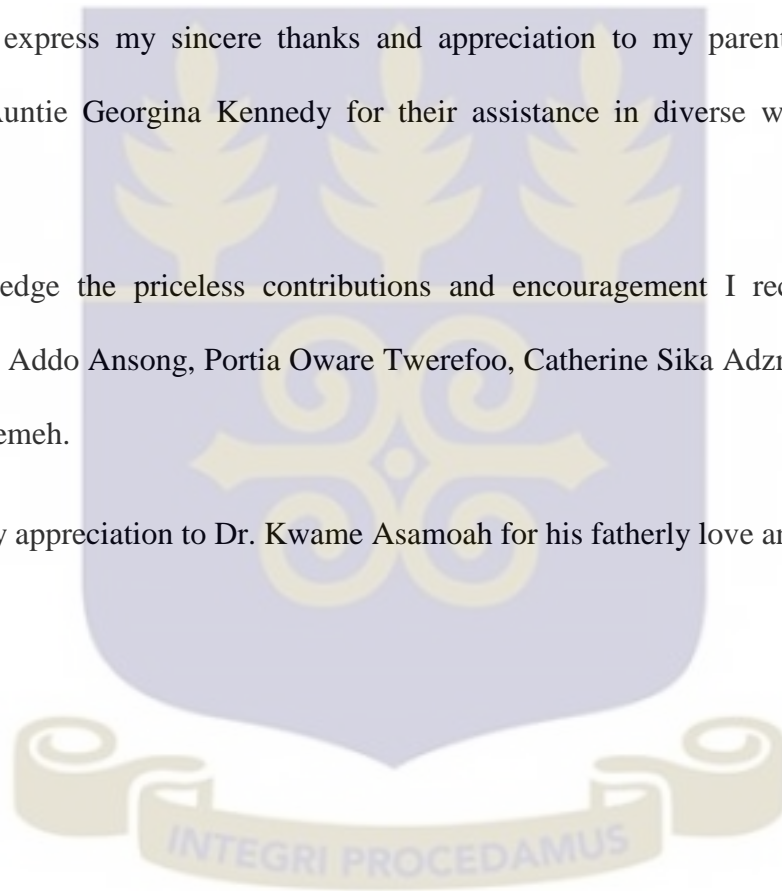 express my sincere thanks and appreciation to my parent
Auntie Georgina Kennedy for their assistance in diverse w
edge the priceless contributions and encouragement I rec
Addo Ansong, Portia Oware Twerefoo, Catherine Sika Adzr
emeh.
y appreciation to Dr. Kwame Asamoah for his fatherly love an
INTEGRI PROCEDAMUS